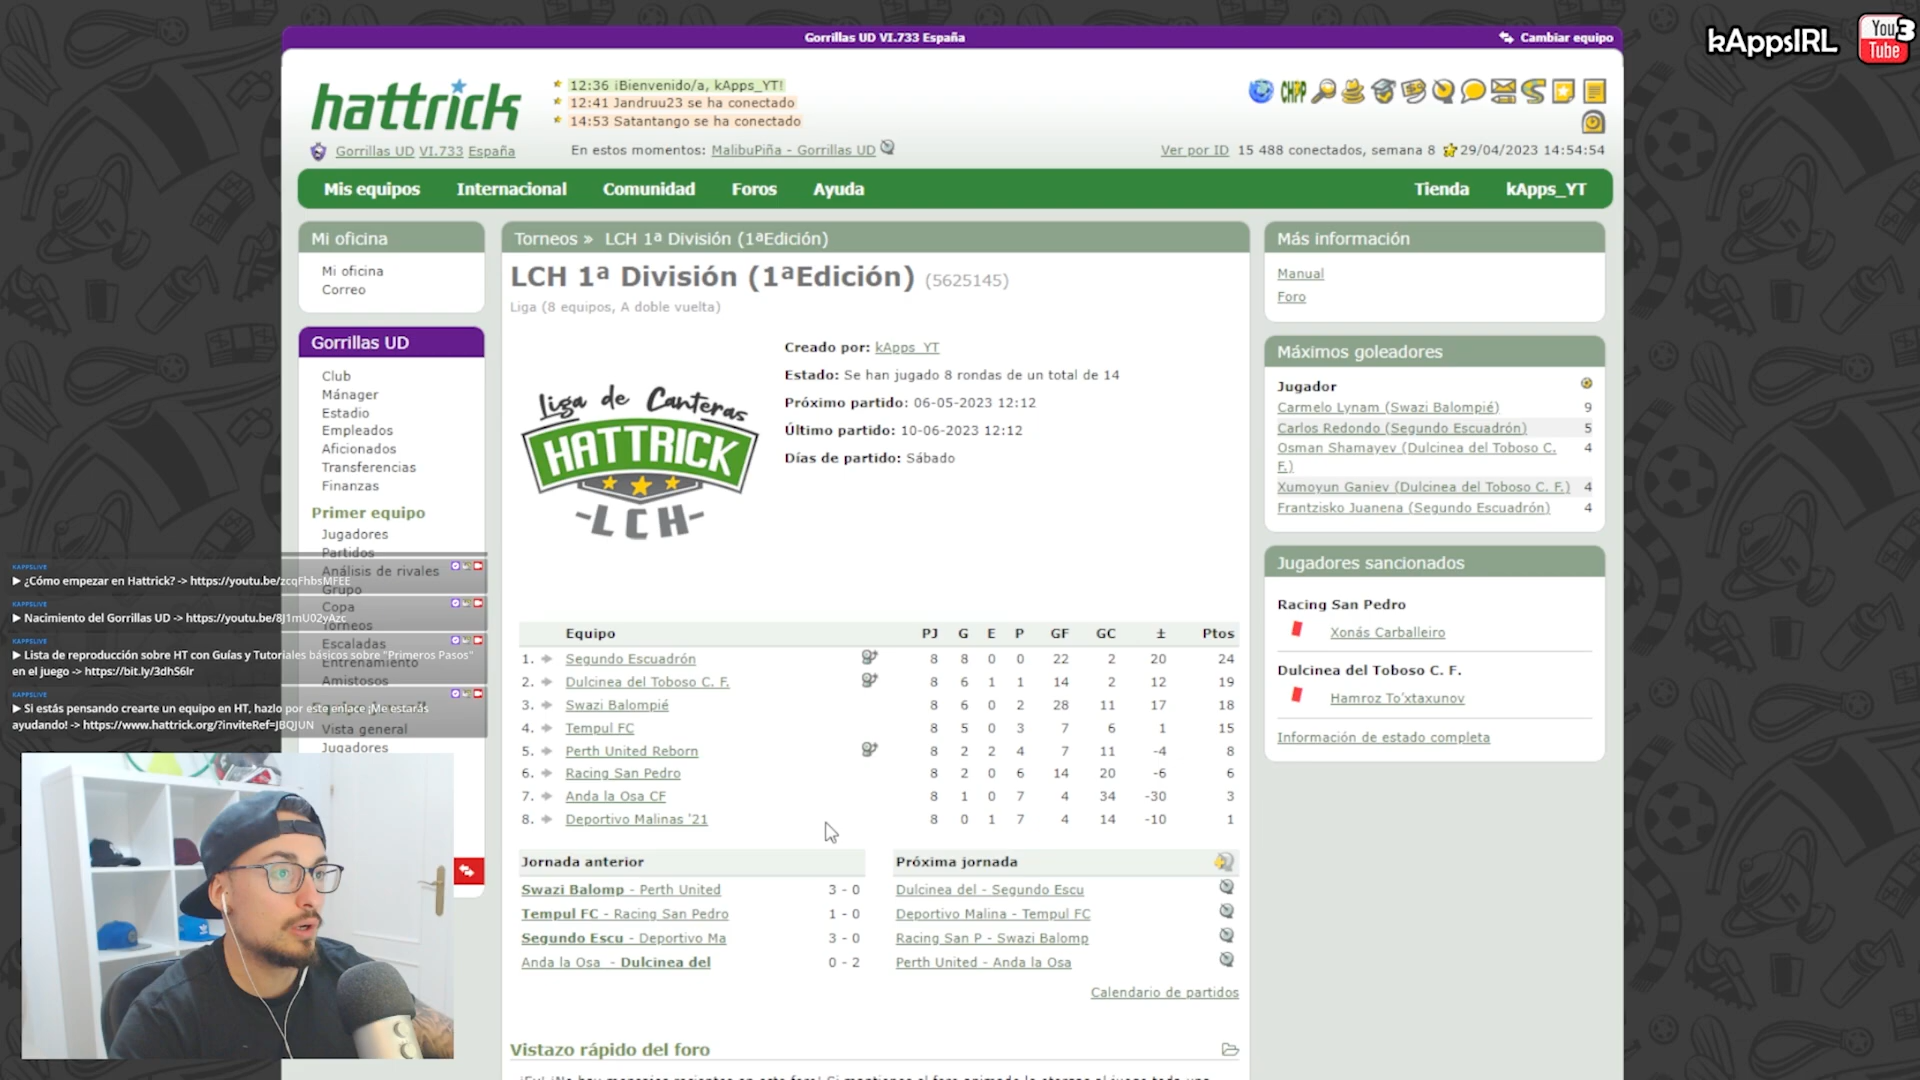 Gorrillas UD VI.733 España
Cambiar equipo
kAppsIRL
You
Tube
3
hattrick
12:36 ¡Bienvenido/a, kApps_YT!
12:41 Jandruu23 se ha conectado
14:53 Satantango se ha conectado
CHPP
Gorrillas UD VI.733 España
En estos momentos: MalibuPiña - Gorrillas UD
Ver por ID 15 488 conectados, semana 8 29/04/2023 14:54:54
Mis equipos Internacional Comunidad Foros Ayuda Tienda kApps_YT
Mi oficina
Mi oficina
Correo
Gorrillas UD
Club
Mánager
Estadio
Empleados
Aficionados
Transferencias
Finanzas
Primer equipo
Jugadores
Partidos
Análisis de rivales
Grupo
Copa
Torneos
Escaladas
Entrenamiento
Amistosos
Vista general
Jugadores
KAPPSLIVE
▶ ¿Cómo empezar en Hattrick? -> https://youtu.be/zcqFhbsMFEE
KAPPSLIVE
▶ Nacimiento del Gorrillas UD -> https://youtu.be/8J1mU02yAzc
KAPPSLIVE
▶ Lista de reproducción sobre HT con Guías y Tutoriales básicos sobre "Primeros Pasos"
en el juego -> https://bit.ly/3dhS6lr
KAPPSLIVE
▶ Si estás pensando crearte un equipo en HT, hazlo por este enlace ¡Me estarás
ayudando! -> https://www.hattrick.org/?inviteRef=JBQJUN
Torneos » LCH 1ª División (1ªEdición)
LCH 1ª División (1ªEdición) (5625145)
Liga (8 equipos, A doble vuelta)
Liga de Canteras
HATTRICK
-LCH-
Creado por: kApps_YT
Estado: Se han jugado 8 rondas de un total de 14
Próximo partido: 06-05-2023 12:12
Último partido: 10-06-2023 12:12
Días de partido: Sábado
Equipo PJ G E P GF GC ± Ptos
1. Segundo Escuadrón 8 8 0 0 22 2 20 24
2. Dulcinea del Toboso C. F. 8 6 1 1 14 2 12 19
3. Swazi Balompié 8 6 0 2 28 11 17 18
4. Tempul FC 8 5 0 3 7 6 1 15
5. Perth United Reborn 8 2 2 4 7 11 -4 8
6. Racing San Pedro 8 2 0 6 14 20 -6 6
7. Anda la Osa CF 8 1 0 7 4 34 -30 3
8. Deportivo Malinas '21 8 0 1 7 4 14 -10 1
Jornada anterior
Swazi Balomp - Perth United 3 - 0
Tempul FC - Racing San Pedro 1 - 0
Segundo Escu - Deportivo Ma 3 - 0
Anda la Osa - Dulcinea del 0 - 2
Próxima jornada
Dulcinea del - Segundo Escu
Deportivo Malina - Tempul FC
Racing San P - Swazi Balomp
Perth United - Anda la Osa
Calendario de partidos
Vistazo rápido del foro
Más información
Manual
Foro
Máximos goleadores
Jugador
Carmelo Lynam (Swazi Balompié) 9
Carlos Redondo (Segundo Escuadrón) 5
Osman Shamayev (Dulcinea del Toboso C. 4
F.)
Xumoyun Ganiev (Dulcinea del Toboso C. F.) 4
Frantzisko Juanena (Segundo Escuadrón) 4
Jugadores sancionados
Racing San Pedro
Xonás Carballeiro
Dulcinea del Toboso C. F.
Hamroz To'xtaxunov
Información de estado completa